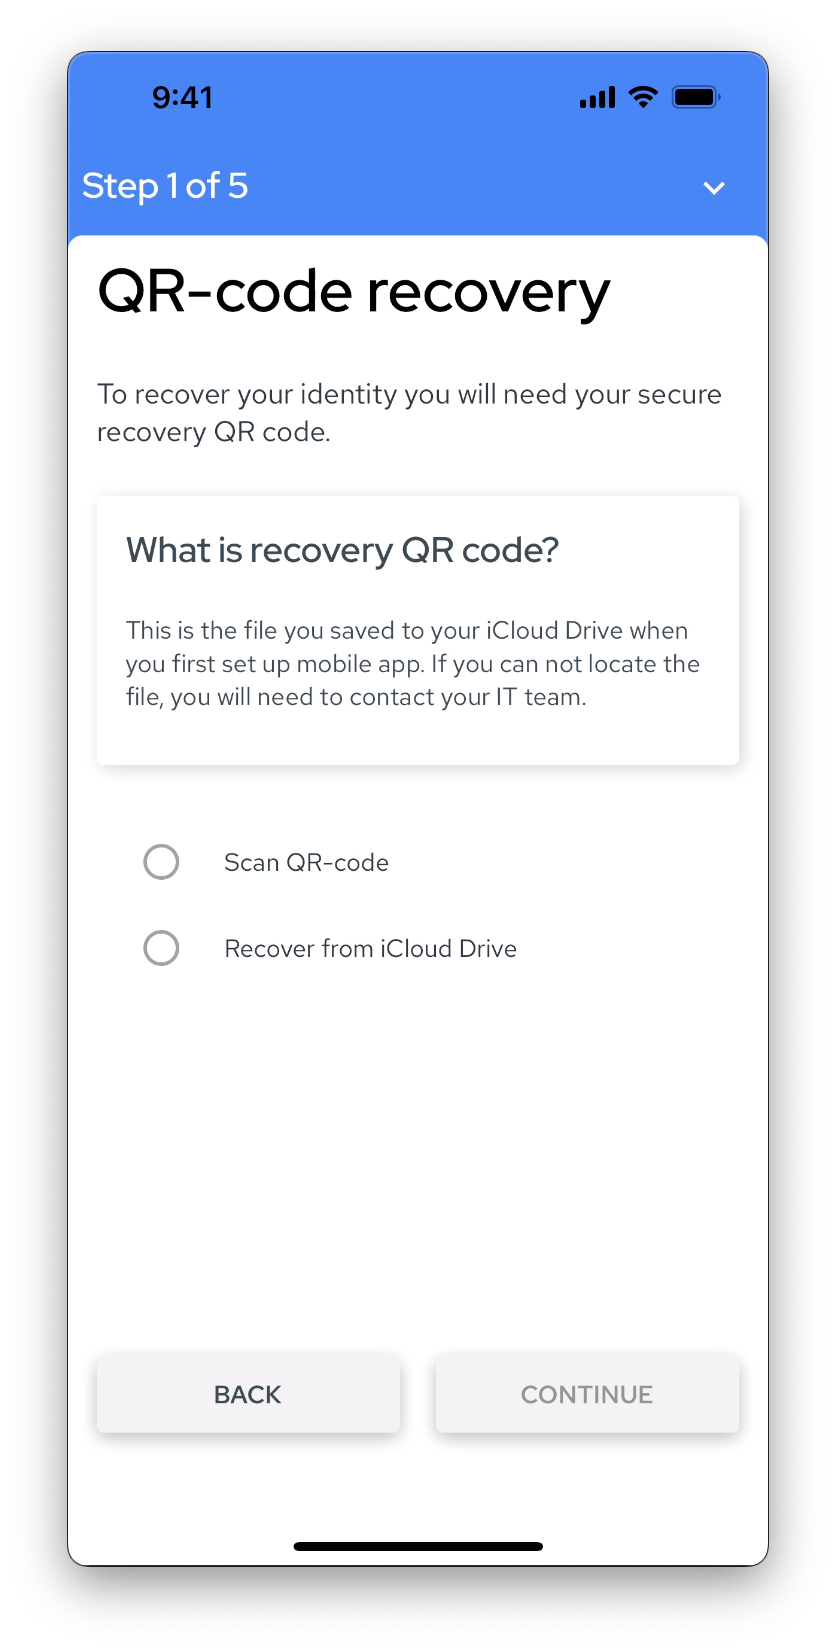 9:41
Step 1 of 5
QR-code recovery
To recover your identity you will need your secure
recovery QR code.
What is recovery QR code?
This is the file you saved to your iCloud Drive when
you first set up mobile app. If you can not locate the
file, you will need to contact your IT team.
Scan QR-code
Recover from iCloud Drive
BACK
CONTINUE